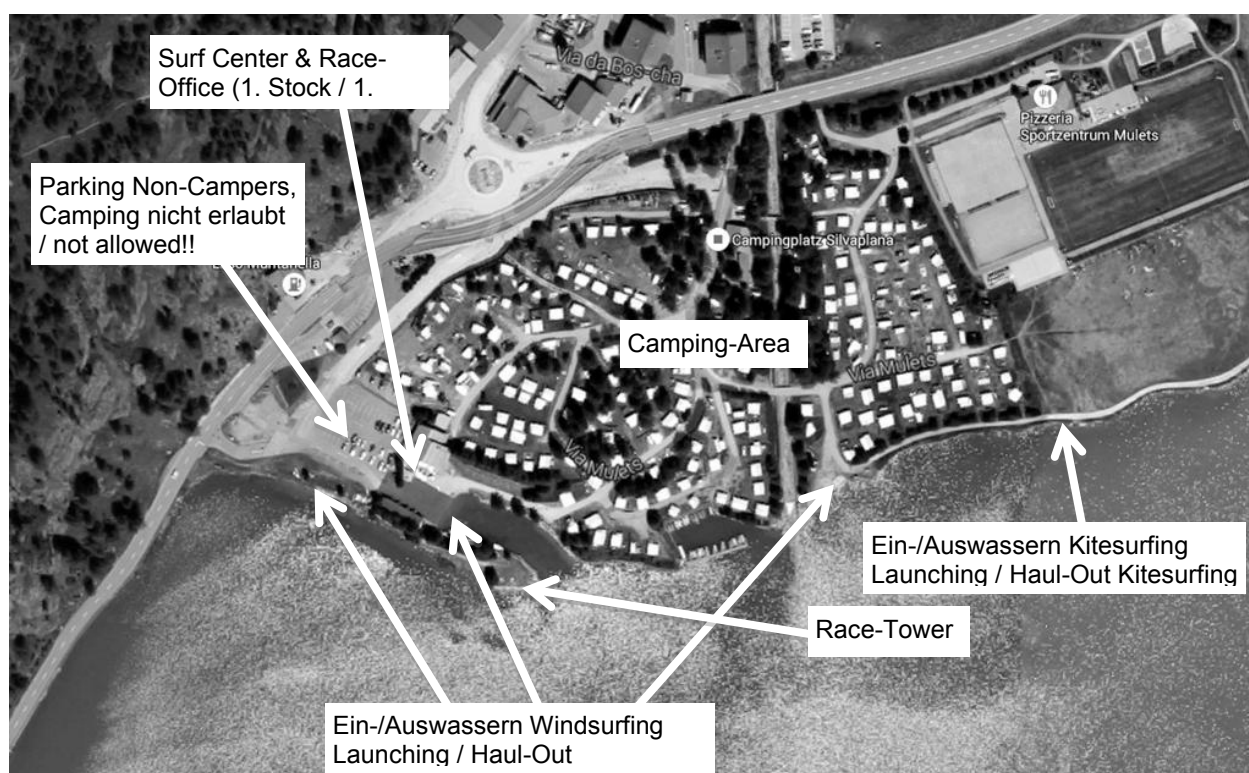 Surf Center & Race-
Office (1. Stock / 1.
Via da Bos-cha
Pizzeria
Sportzentrum Mulets
Parking Non-Campers,
Camping nicht erlaubt
/ not allowed!!
Campingplatz Silvaplana
Camping-Area
Via Mulets
Via Mulets
Ein-/Auswassern Kitesurfing
Launching / Haul-Out Kitesurfing
Race-Tower
Ein-/Auswassern Windsurfing
Launching / Haul-Out